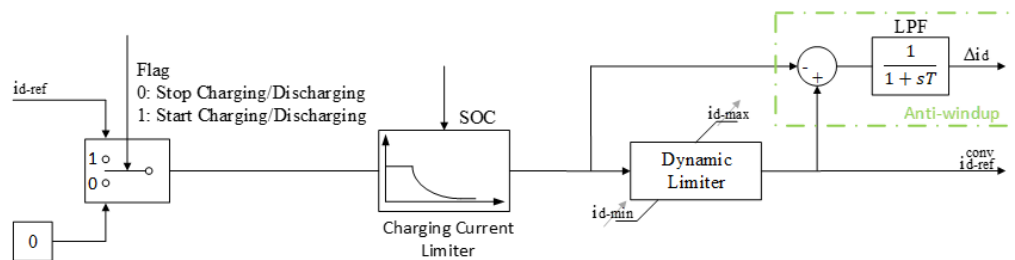 LPF
1
1 + sT
Δid
-
+
Anti-windup
Flag
0: Stop Charging/Discharging
1: Start Charging/Discharging
id-ref
SOC
id-max
1
0
Dynamic
Limiter
conv
id-ref
id-min
0
Charging Current
Limiter